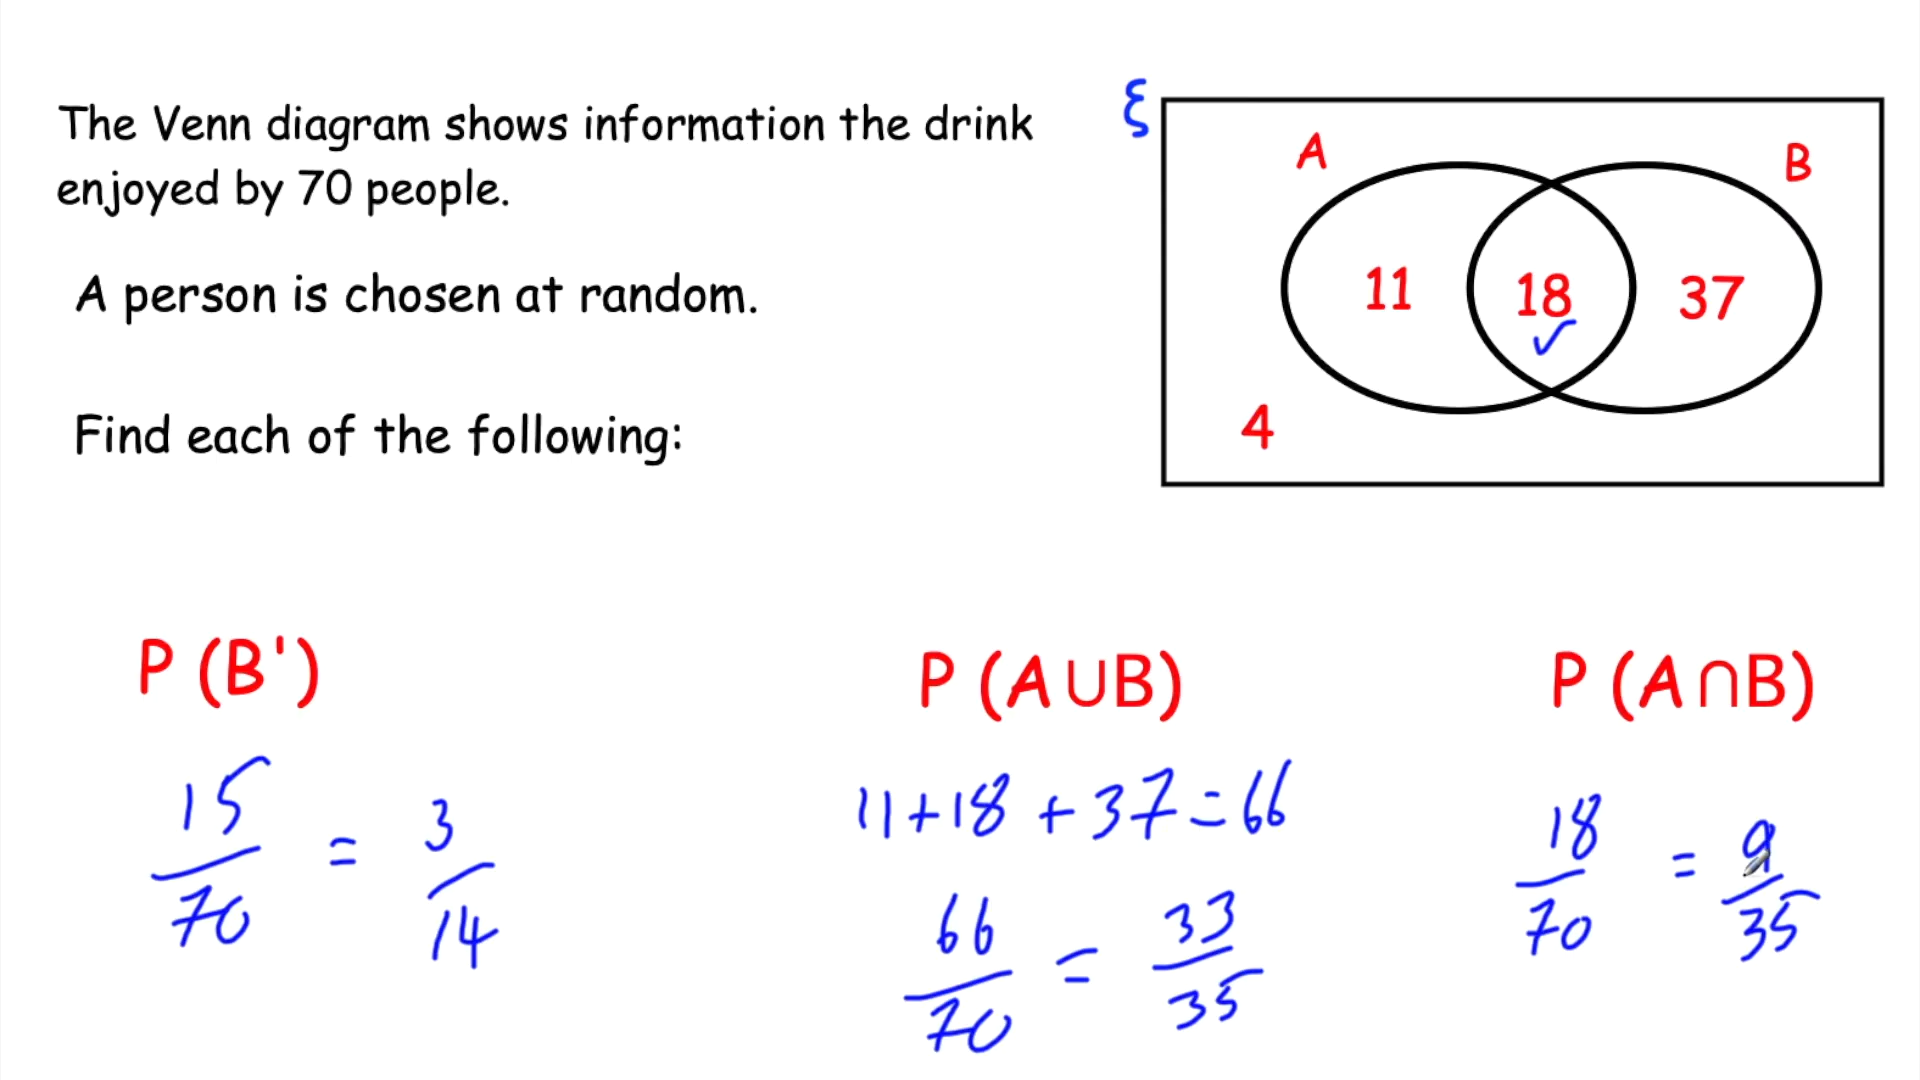 The Venn diagram shows information the drink
enjoyed by 70 people.
A person is chosen at random.
Find each of the following:
ξ
A
B
11
18
✓
37
4
P (B')
15/70 = 3/14
P (A∪B)
11+18+37=66
66/70 = 33/35
P (A∩B)
18/70 = 9/35